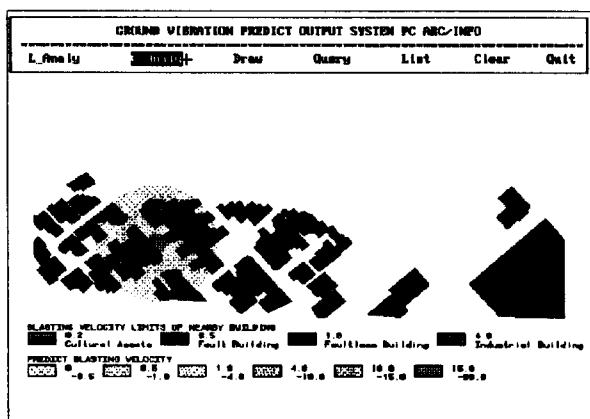 GROUND VIBRATION PREDICT OUTPUT SYSTEM PC ARC/INFO
L_Analy Draw Query List Clear Quit
BLASTING VELOCITY LIMITS OF NEARBY BUILDING
0.2 0.5 1.0 4.0
Cultural Assets Fault Building Faultless Building Industrial Building
PREDICT BLASTING VELOCITY
0 0.5 1.0 4.0 10.0 15.0
-0.5 -1.0 -4.0 -10.0 -15.0